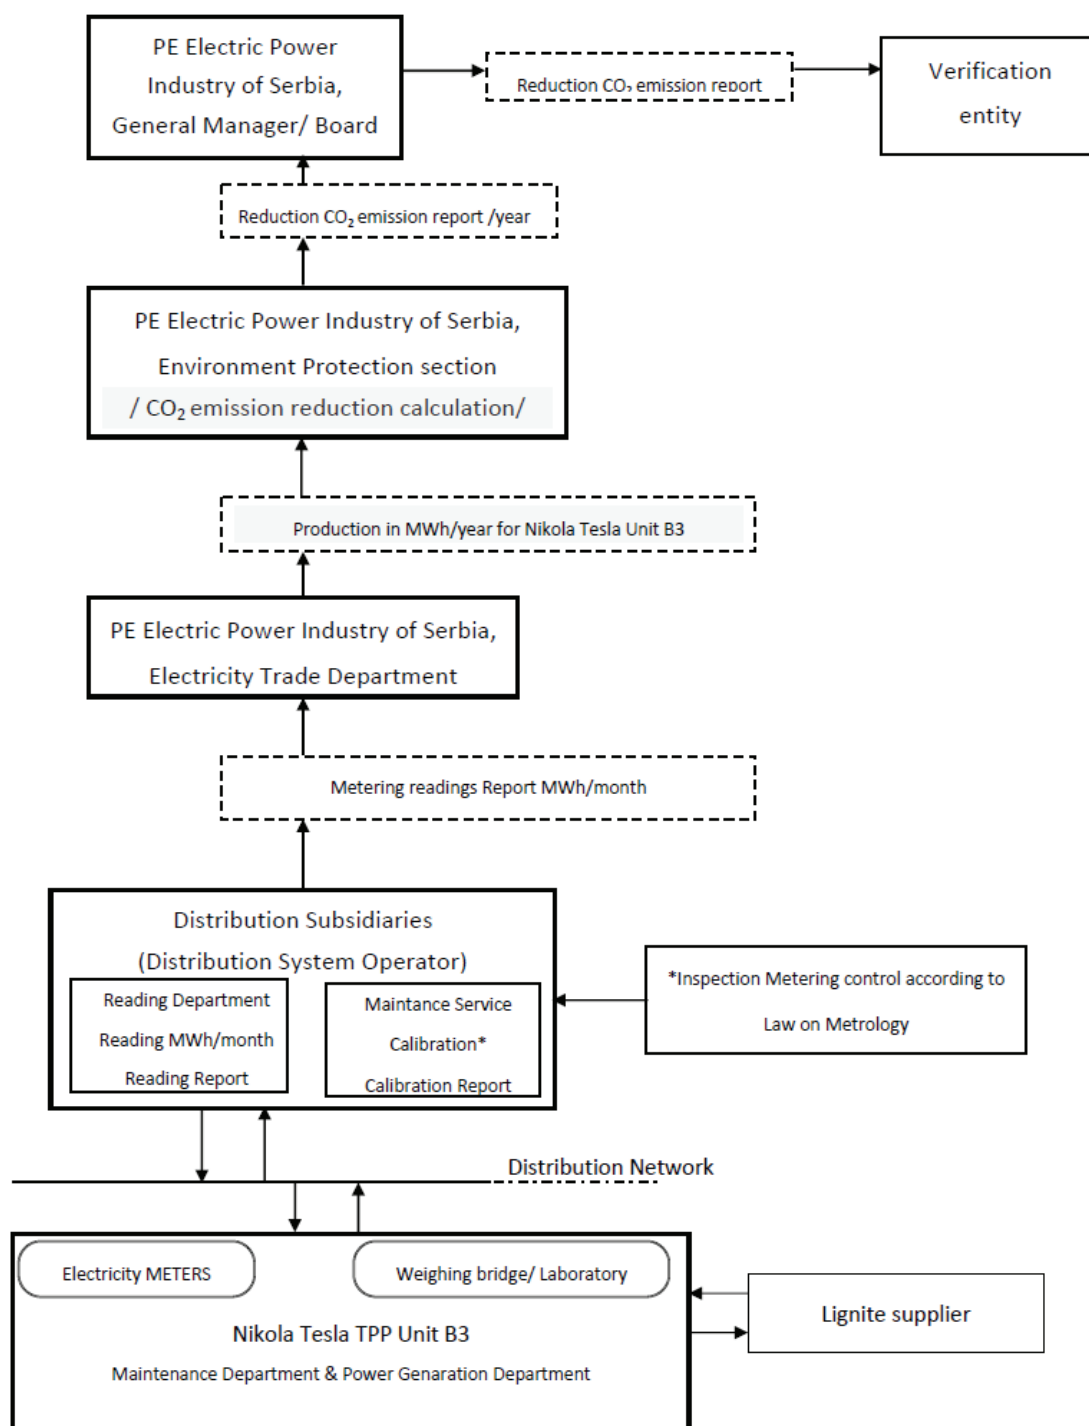 PE Electric Power
Industry of Serbia,
General Manager/ Board
Reduction CO₂ emission report
Verification
entity
Reduction CO₂ emission report /year
PE Electric Power Industry of Serbia,
Environment Protection section
/ CO₂ emission reduction calculation/
Production in MWh/year for Nikola Tesla Unit B3
PE Electric Power Industry of Serbia,
Electricity Trade Department
Metering readings Report MWh/month
Distribution Subsidiaries
(Distribution System Operator)
Reading Department
Reading MWh/month
Reading Report
Maintance Service
Calibration*
Calibration Report
*Inspection Metering control according to
Law on Metrology
Distribution Network
Electricity METERS
Weighing bridge/ Laboratory
Nikola Tesla TPP Unit B3
Maintenance Department & Power Genaration Department
Lignite supplier